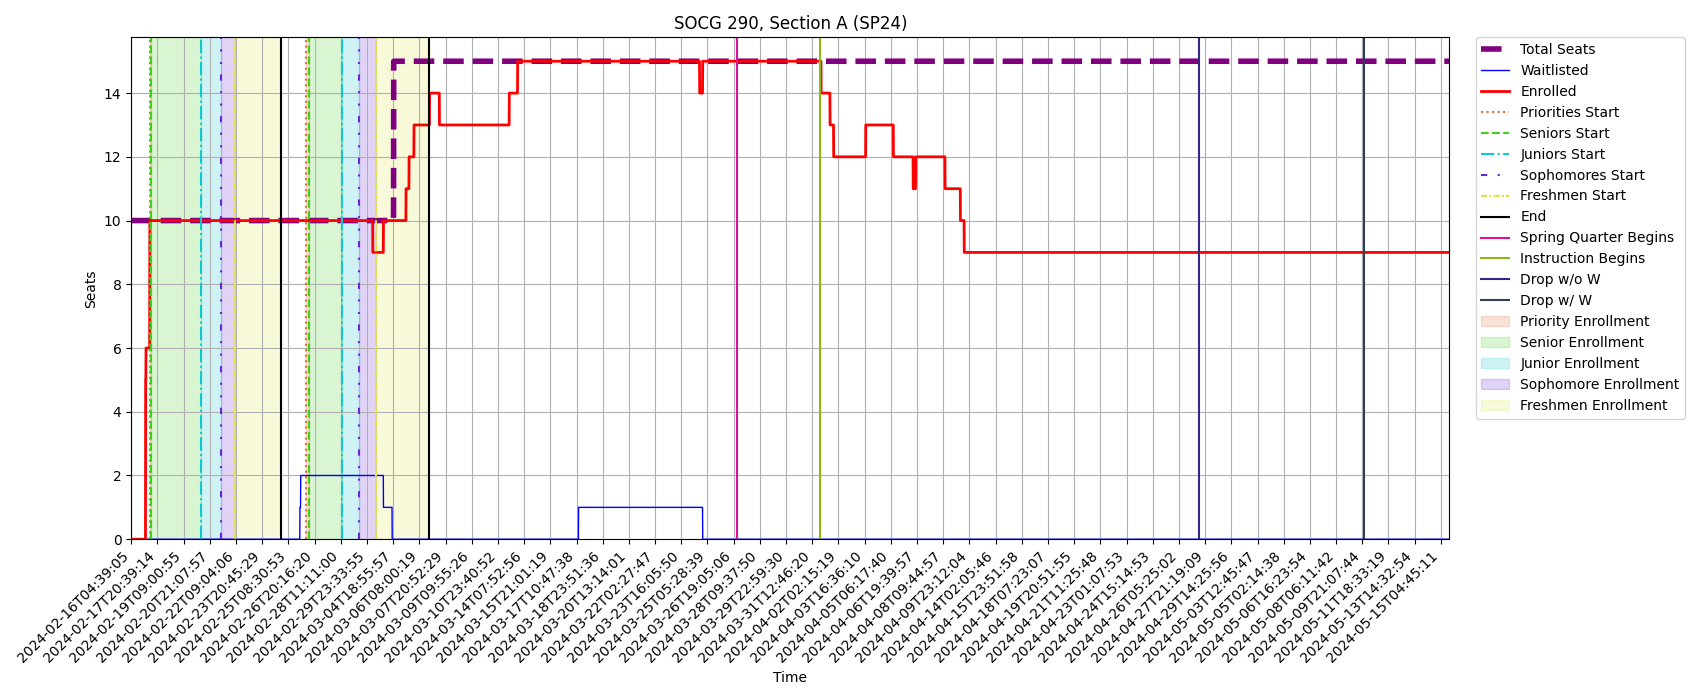 SOCG 290, Section A (SP24)
Seats
14
12
10
8
6
4
2
0
2024-02-16T04:39:05
2024-02-17T20:39:14
2024-02-19T09:00:55
2024-02-20T21:07:57
2024-02-22T09:04:06
2024-02-23T20:45:29
2024-02-25T08:30:53
2024-02-26T20:16:20
2024-02-28T11:11:00
2024-02-29T23:33:55
2024-03-04T18:55:57
2024-03-06T08:00:19
2024-03-07T20:52:29
2024-03-09T09:55:26
2024-03-10T23:40:52
2024-03-14T07:52:56
2024-03-15T21:01:19
2024-03-17T10:47:38
2024-03-18T23:51:36
2024-03-20T13:14:01
2024-03-22T02:27:47
2024-03-23T16:05:50
2024-03-25T05:28:39
2024-03-26T19:05:06
2024-03-28T09:37:50
2024-03-29T22:59:30
2024-03-31T12:46:20
2024-04-02T02:15:19
2024-04-03T16:36:10
2024-04-05T06:17:40
2024-04-06T19:39:57
2024-04-08T09:44:57
2024-04-09T23:12:04
2024-04-14T02:05:46
2024-04-15T23:51:58
2024-04-18T07:23:07
2024-04-19T20:51:55
2024-04-21T11:25:48
2024-04-23T01:07:53
2024-04-24T15:14:53
2024-04-26T05:25:02
2024-04-27T21:19:09
2024-04-29T14:25:56
2024-05-03T12:45:47
2024-05-05T02:14:38
2024-05-06T16:23:54
2024-05-08T06:11:42
2024-05-09T21:07:44
2024-05-11T18:33:19
2024-05-13T14:32:54
2024-05-15T04:45:11
Time
Total Seats
Waitlisted
Enrolled
Priorities Start
Seniors Start
Juniors Start
Sophomores Start
Freshmen Start
End
Spring Quarter Begins
Instruction Begins
Drop w/o W
Drop w/ W
Priority Enrollment
Senior Enrollment
Junior Enrollment
Sophomore Enrollment
Freshmen Enrollment